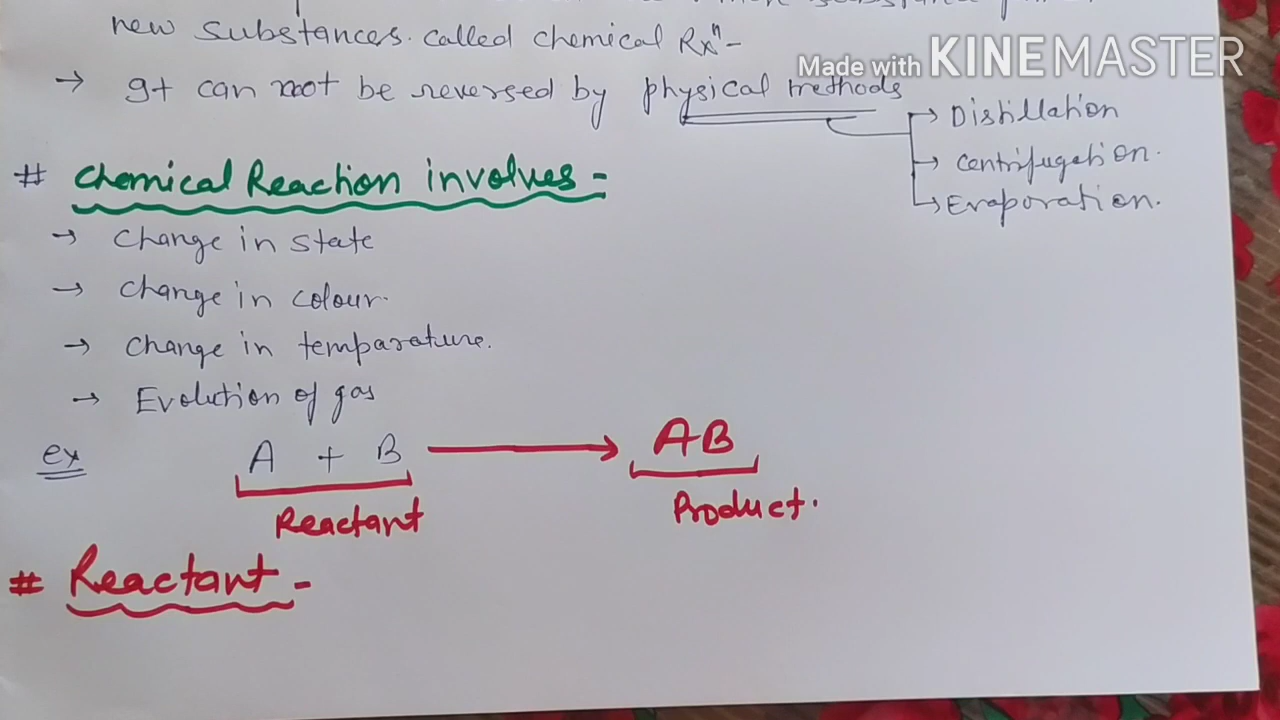 new substances. called chemical Rxⁿ-
Made with KINEMASTER
→ It can not be reversed by physical methods
→ Distillation
→ Centrifugation.
→ Evaporation.
# Chemical Reaction involves -
→ Change in state
→ Change in colour.
→ Change in temparature.
→ Evolution of gas
ex A + B → AB
Reactant Product.
# Reactant -